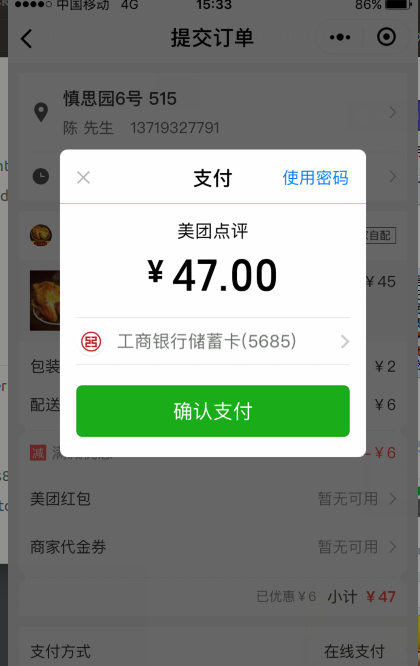 中国移动 4G 15:33 86%
提交订单
慎思园6号 515
陈 先生 13719327791
支付
使用密码
美团点评
¥47.00
自配
¥45
工商银行储蓄卡(5685)
包装
¥2
确认支付
配送
¥6
减
-¥6
美团红包 暂无可用
商家代金券 暂无可用
已优惠¥6 小计 ¥47
支付方式 在线支付